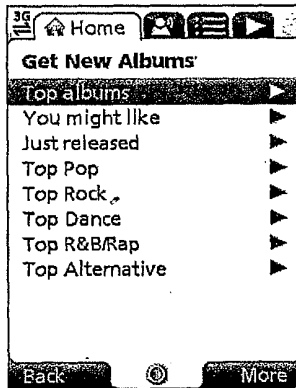 3G Home
Get New Albums
Top albums
You might like
Just released
Top Pop
Top Rock
Top Dance
Top R&B/Rap
Top Alternative
Back More